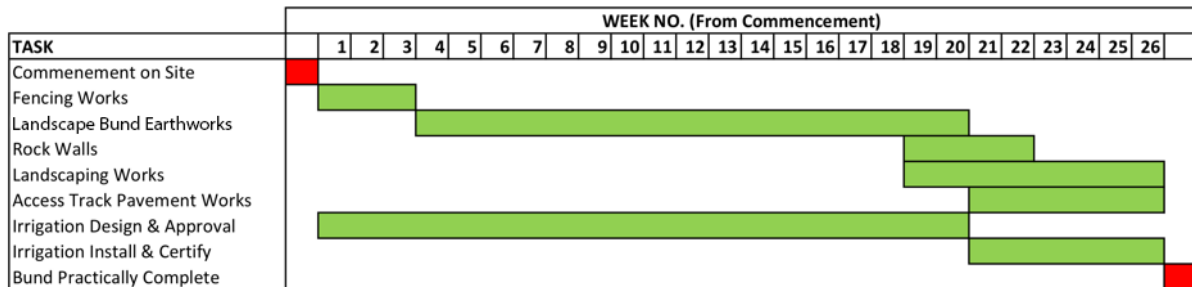 WEEK NO. (From Commencement)
TASK 1 2 3 4 5 6 7 8 9 10 11 12 13 14 15 16 17 18 19 20 21 22 23 24 25 26
Commenement on Site
Fencing Works
Landscape Bund Earthworks
Rock Walls
Landscaping Works
Access Track Pavement Works
Irrigation Design & Approval
Irrigation Install & Certify
Bund Practically Complete